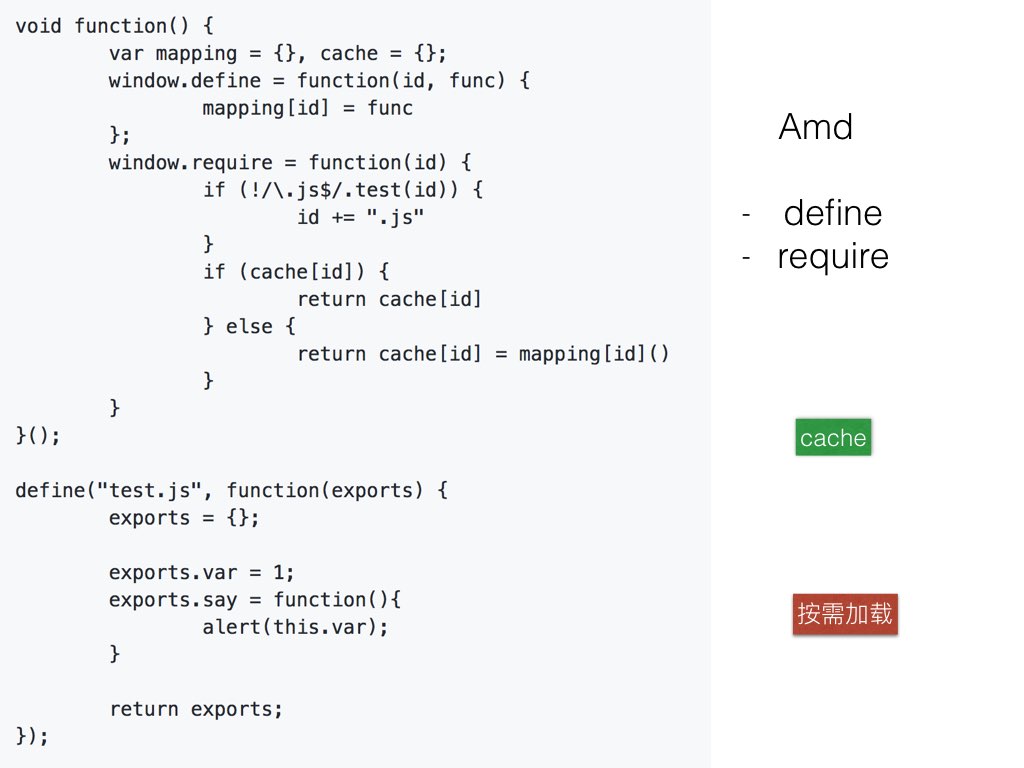 void function() {
var mapping = {}, cache = {};
window.define = function(id, func) {
mapping[id] = func
};
window.require = function(id) {
if (!/\.js$/.test(id)) {
id += ".js"
}
if (cache[id]) {
return cache[id]
} else {
return cache[id] = mapping[id]()
}
}
}();
define("test.js", function(exports) {
exports = {};
exports.var = 1;
exports.say = function(){
alert(this.var);
}
return exports;
});
Amd
- define
- require
cache
按需加载